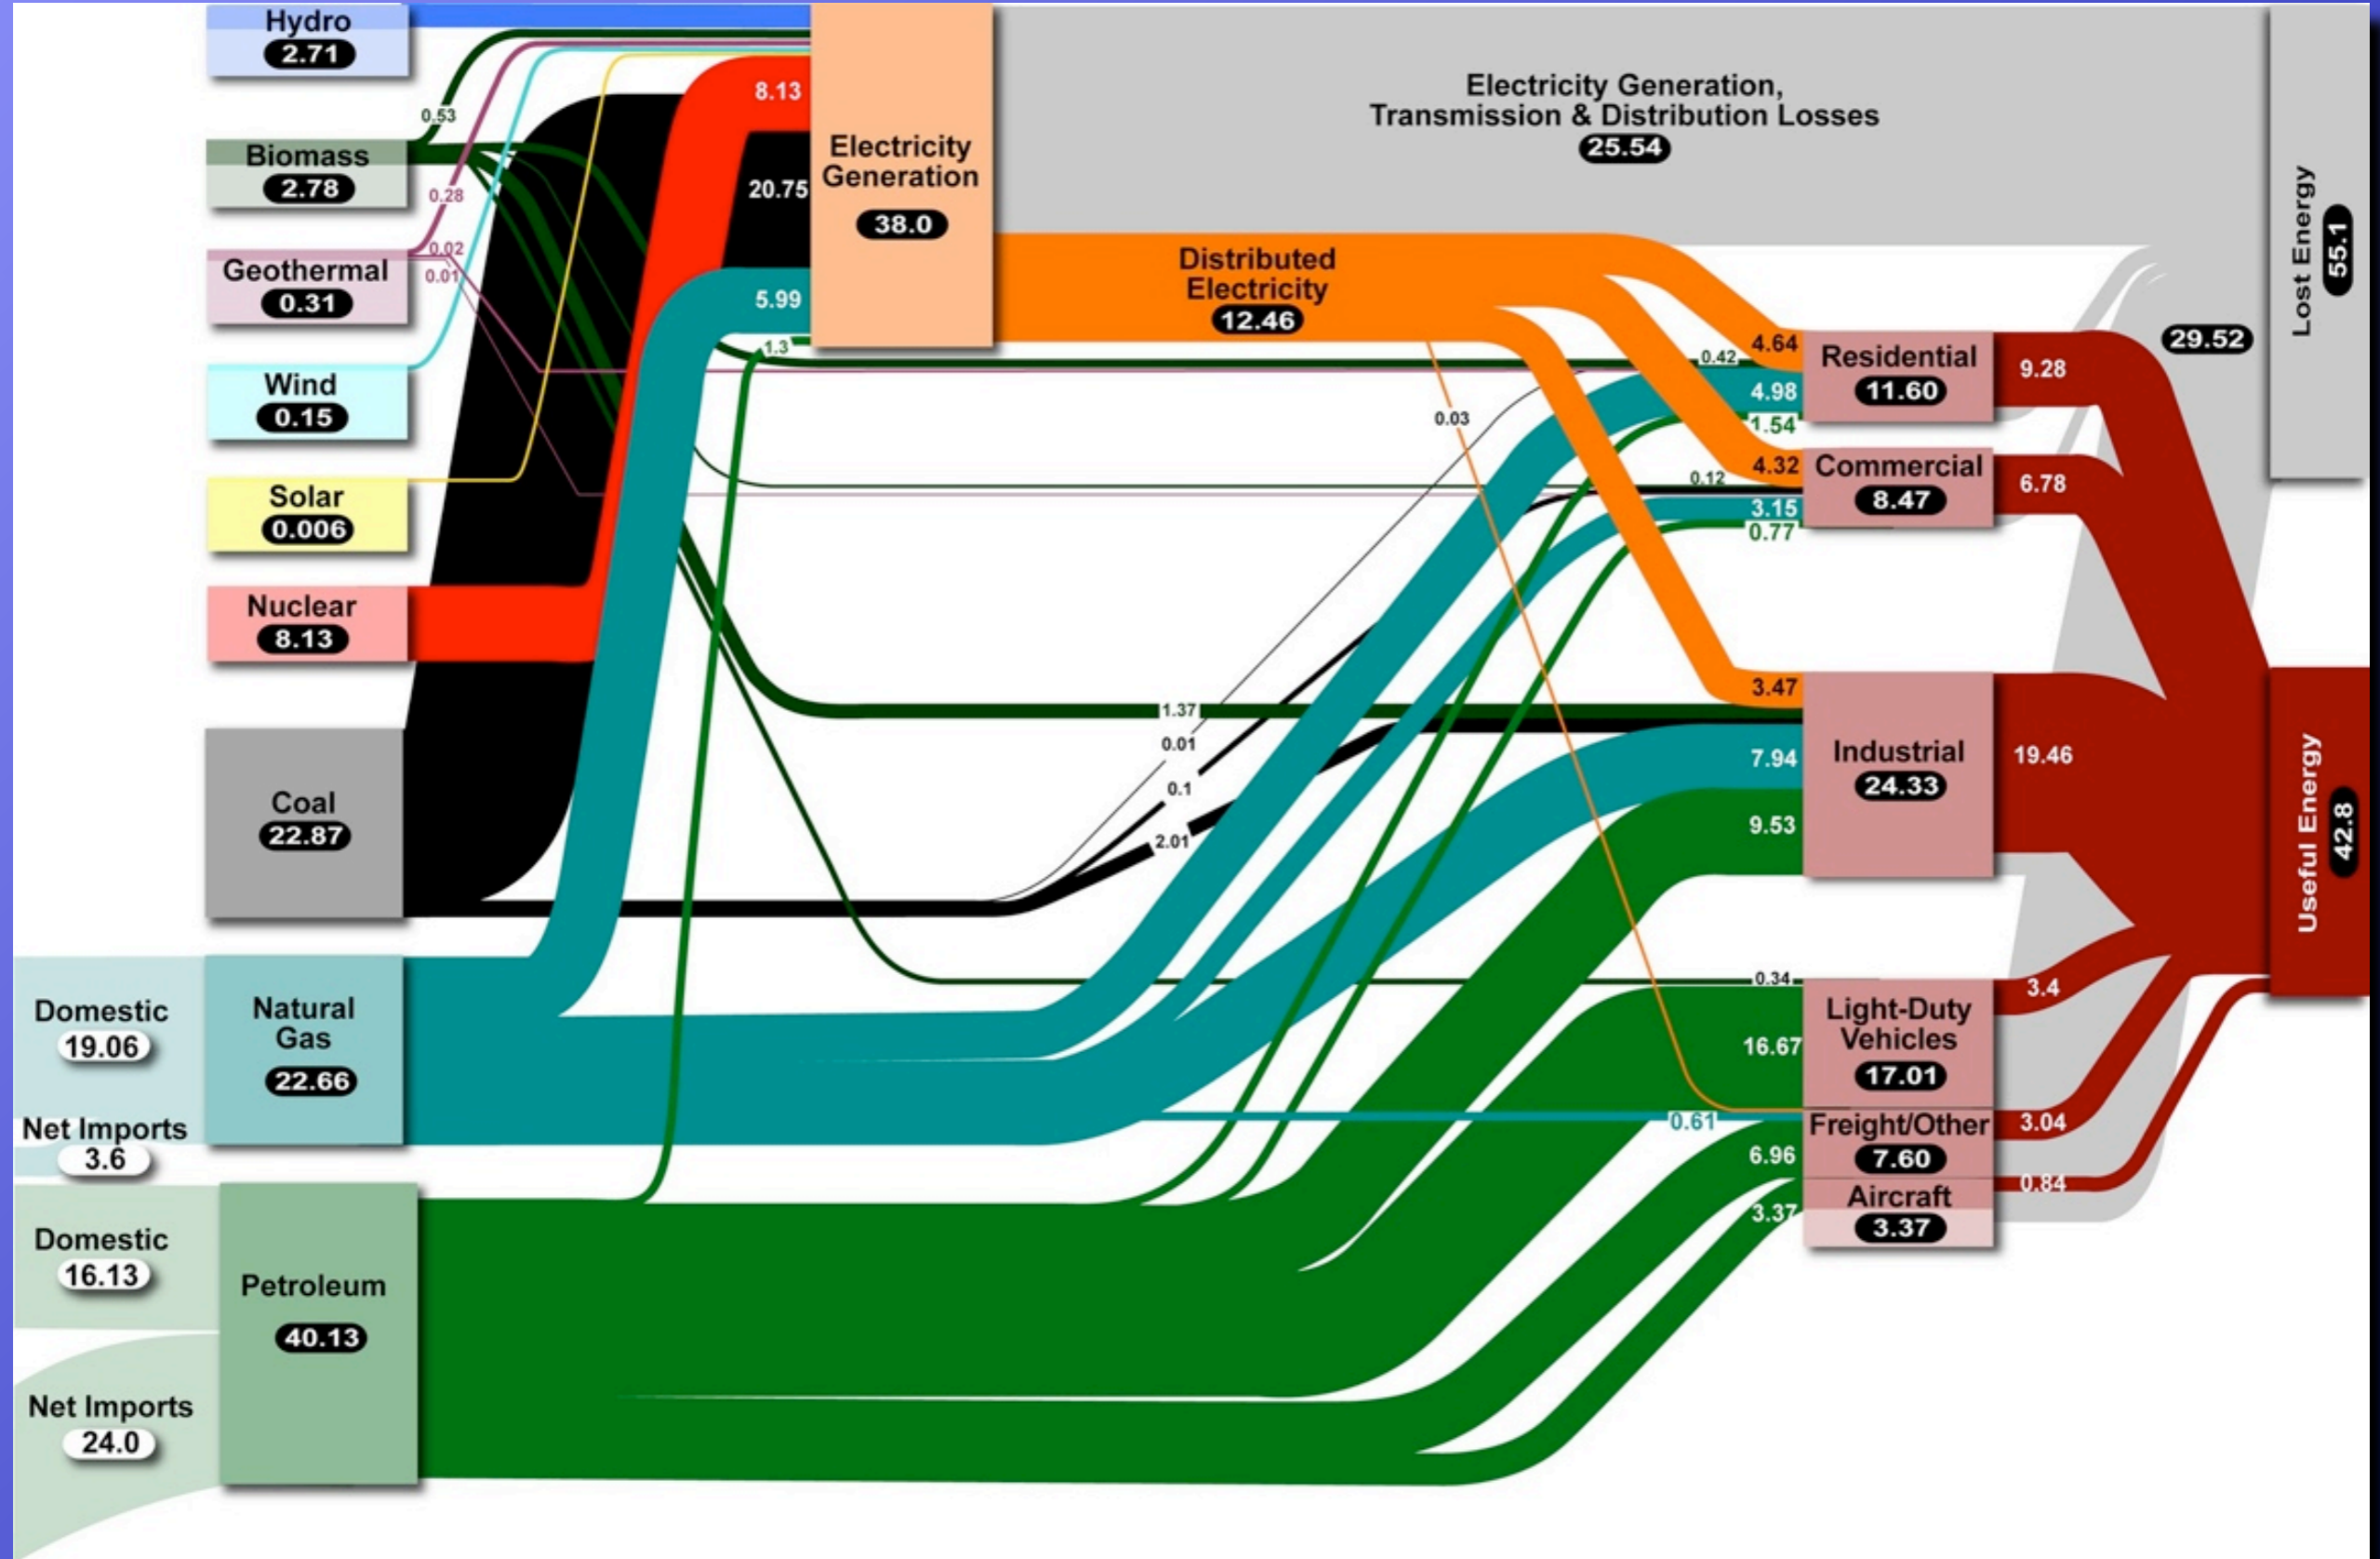 Hydro
2.71
0.53
Biomass
2.78
0.28
0.02
0.01
Geothermal
0.31
Wind
0.15
Solar
0.006
Nuclear
8.13
Coal
22.87
Domestic
19.06
Net Imports
3.6
Natural
Gas
22.66
Domestic
16.13
Net Imports
24.0
Petroleum
40.13
8.13
20.75
5.99
1.3
Electricity
Generation
38.0
Electricity Generation,
Transmission & Distribution Losses
25.54
Distributed
Electricity
12.46
0.03
1.37
0.01
0.1
2.01
4.64
0.42
4.98
1.54
4.32
0.12
3.15
0.77
3.47
7.94
9.53
0.34
16.67
0.61
6.96
3.37
Residential
11.60
Commercial
8.47
Industrial
24.33
Light-Duty
Vehicles
17.01
Freight/Other
7.60
Aircraft
3.37
9.28
6.78
19.46
3.4
3.04
0.84
29.52
Lost Energy
55.1
Useful Energy
42.8